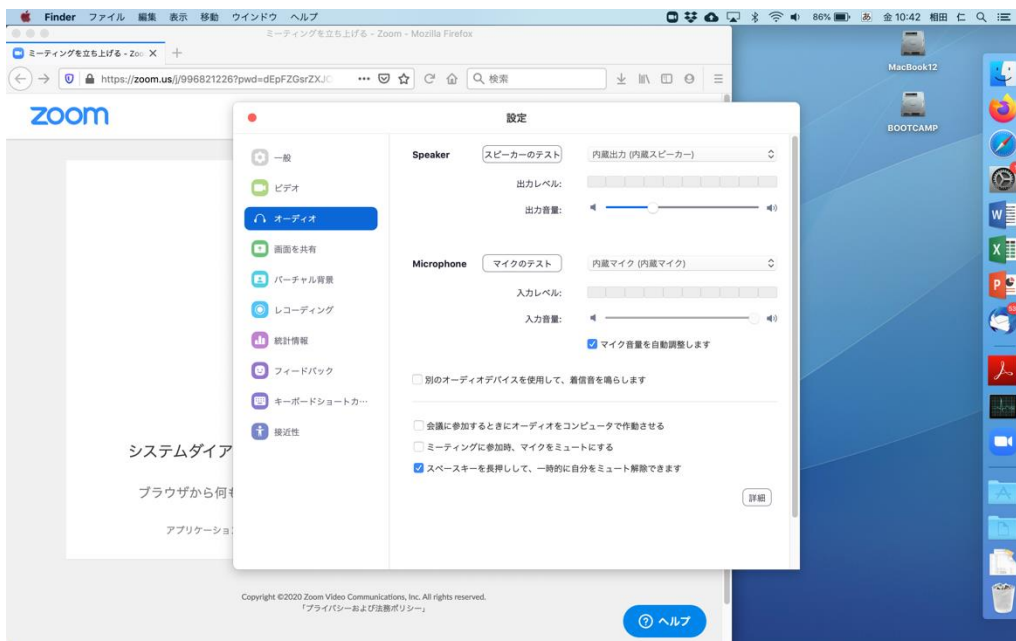 Finder ファイル 編集 表示 移動 ウインドウ ヘルプ 86% あ 金10:42 相田 仁
ミーティングを立ち上げる - Zoom - Mozilla Firefox
ミーティングを立ち上げる - Zoo
https://zoom.us/j/996821226?pwd=dEpFZGsrZXJC
検索
MacBook12
BOOTCAMP
zoom
設定
一般
ビデオ
オーディオ
画面を共有
バーチャル背景
レコーディング
統計情報
フィードバック
キーボードショートカ…
接近性
Speaker スピーカーのテスト 内蔵出力 (内蔵スピーカー)
出力レベル:
出力音量:
Microphone マイクのテスト 内蔵マイク (内蔵マイク)
入力レベル:
入力音量:
マイク音量を自動調整します
別のオーディオデバイスを使用して、着信音を鳴らします
会議に参加するときにオーディオをコンピュータで作動させる
ミーティングに参加時、マイクをミュートにする
スペースキーを長押しして、一時的に自分をミュート解除できます
詳細
システムダイア
ブラウザから何も
アプリケーショ
Copyright ©2020 Zoom Video Communications, Inc. All rights reserved.
「プライバシーおよび法務ポリシー」
ヘルプ